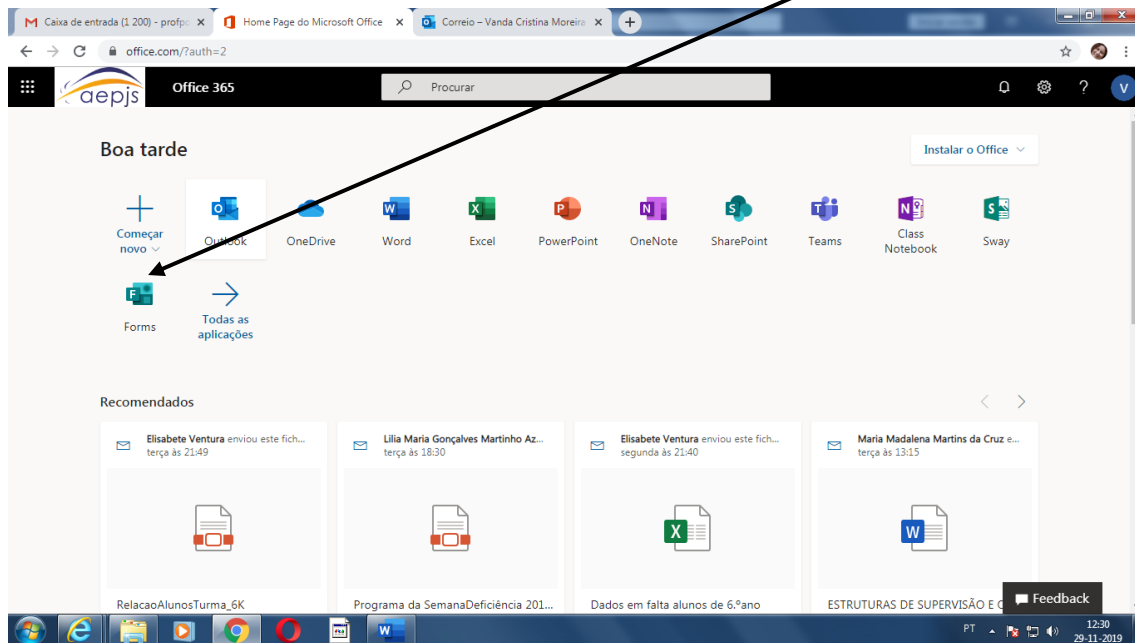 Caixa de entrada (1 200) - profpo
Home Page do Microsoft Office
Correio – Vanda Cristina Moreira
office.com/?auth=2
aepjs
Office 365
Procurar
?
V
Boa tarde
Instalar o Office
Começar novo
Outlook
OneDrive
Word
Excel
PowerPoint
OneNote
SharePoint
Teams
Class Notebook
Sway
Forms
Todas as aplicações
Recomendados
Elisabete Ventura enviou este fich...
terça às 21:49
Lilia Maria Gonçalves Martinho Az...
terça às 18:30
Elisabete Ventura enviou este fich...
segunda às 21:40
Maria Madalena Martins da Cruz e...
terça às 13:15
RelacaoAlunosTurma_6K
Programa da SemanaDeficiência 201...
Dados em falta alunos de 6.ºano
ESTRUTURAS DE SUPERVISÃO E
Feedback
PT
12:30
29-11-2019